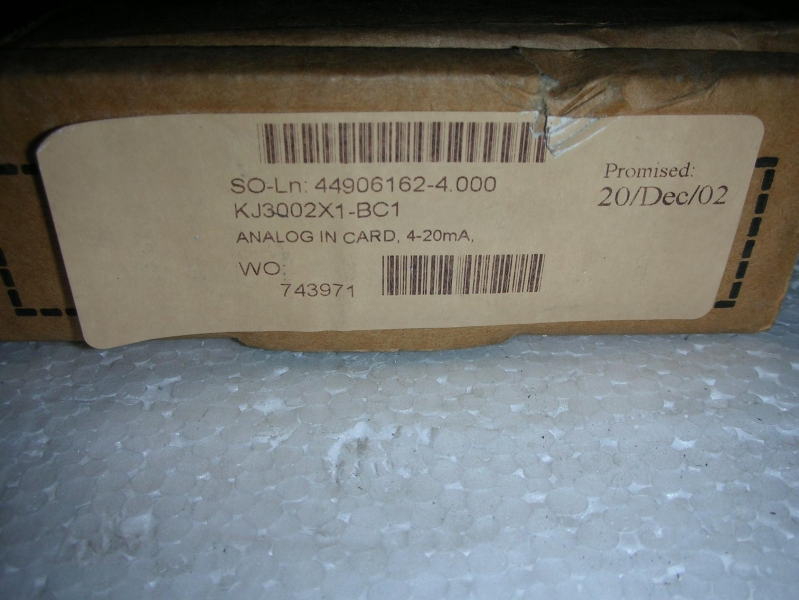 SO-Ln: 44906162-4.000
KJ3002X1-BC1
ANALOG IN CARD, 4-20mA,
WO:
743971
Promised:
20/Dec/02